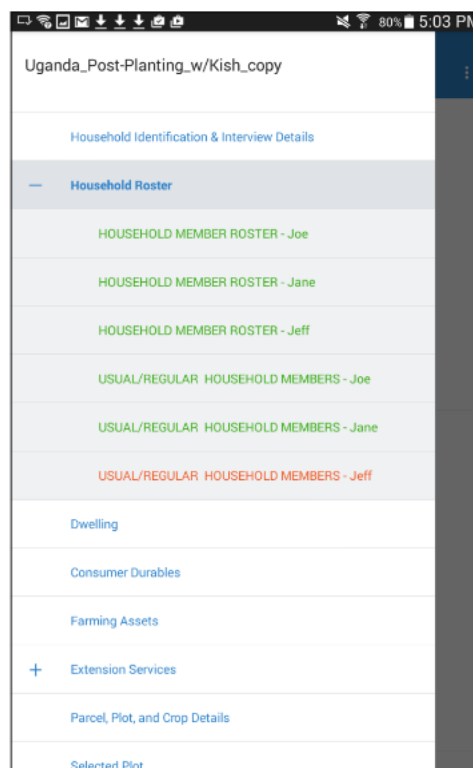 80% 5:03 PM
Uganda_Post-Planting_w/Kish_copy
Household Identification & Interview Details
— Household Roster
HOUSEHOLD MEMBER ROSTER - Joe
HOUSEHOLD MEMBER ROSTER - Jane
HOUSEHOLD MEMBER ROSTER - Jeff
USUAL/REGULAR HOUSEHOLD MEMBERS - Joe
USUAL/REGULAR HOUSEHOLD MEMBERS - Jane
USUAL/REGULAR HOUSEHOLD MEMBERS - Jeff
Dwelling
Consumer Durables
Farming Assets
+ Extension Services
Parcel, Plot, and Crop Details
Selected Plot